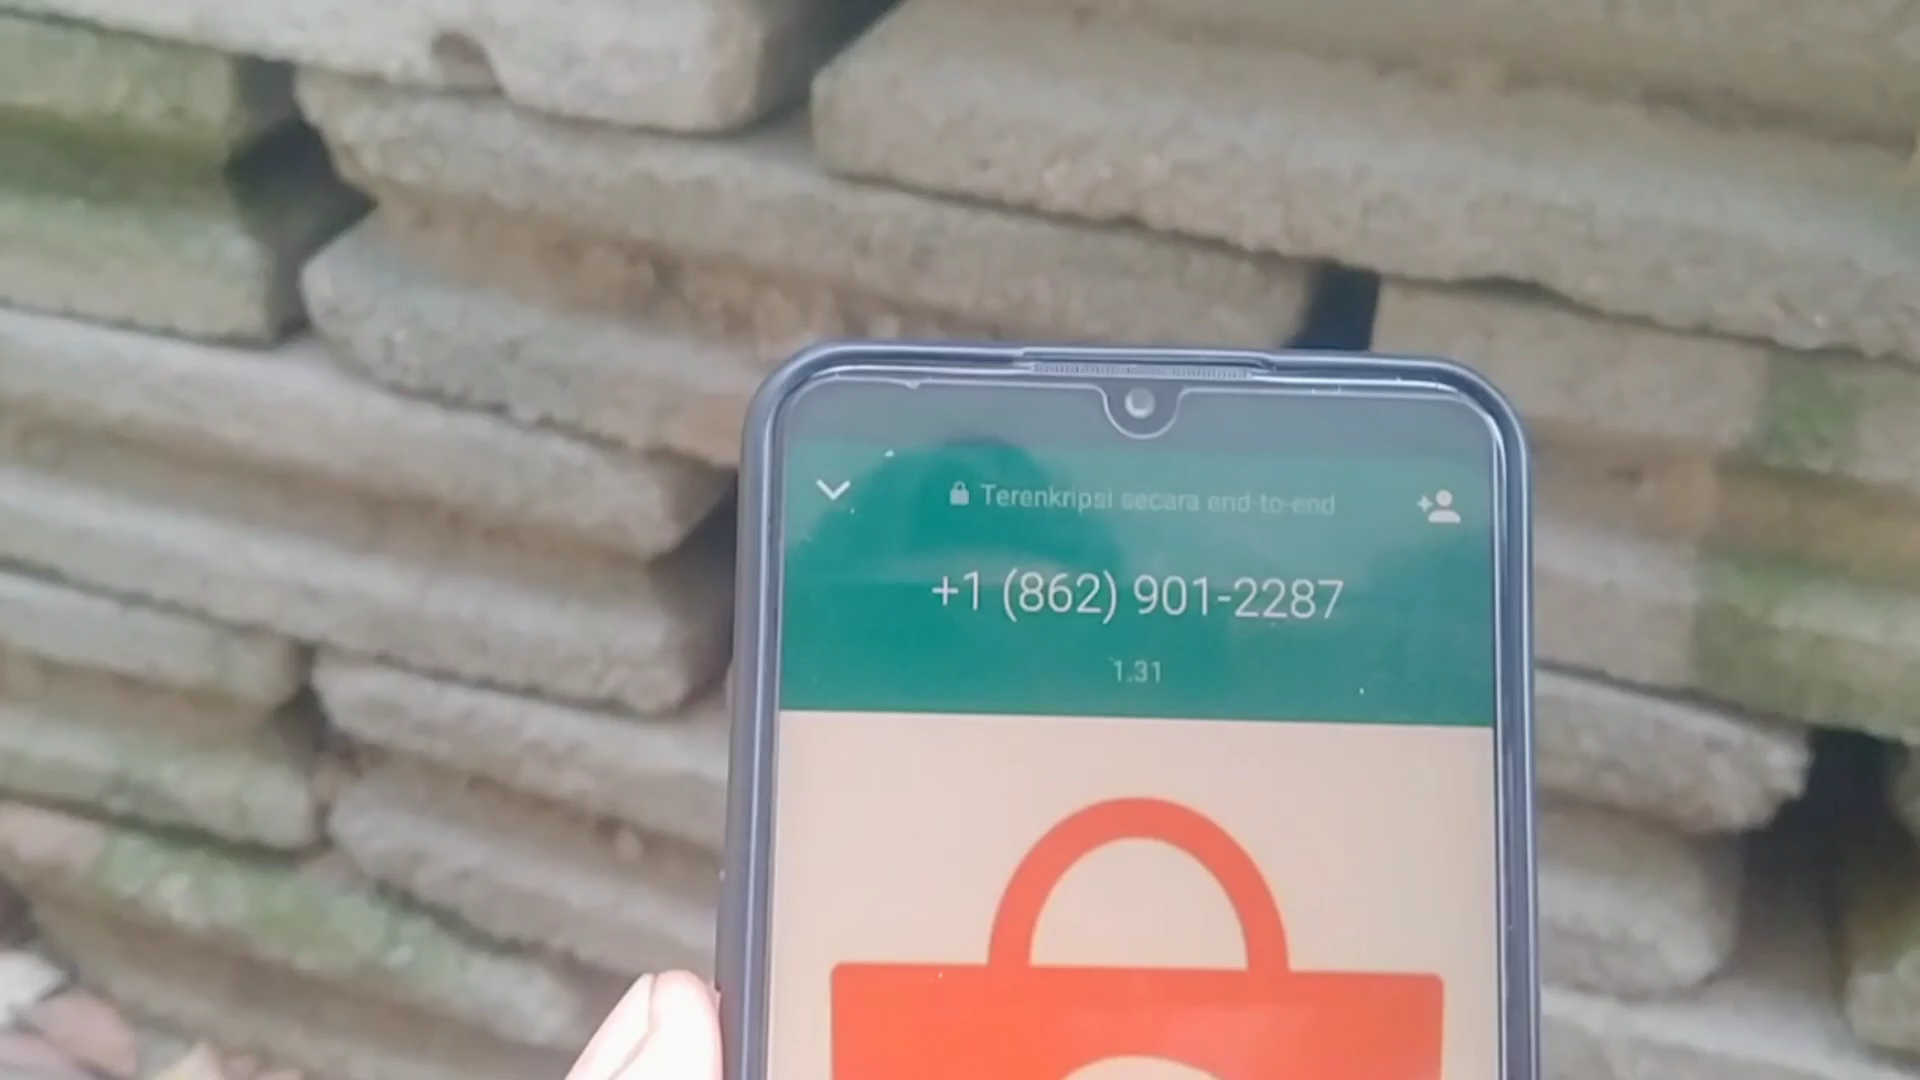 Terenkripsi secara end-to-end
+1 (862) 901-2287
1.31